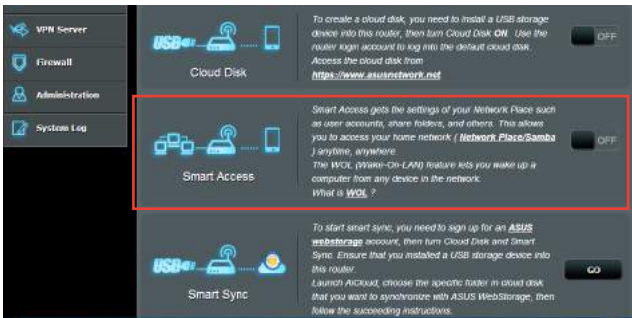 VPN Server
Firewall
Administration
System Log
USB
Cloud Disk
To create a cloud disk, you need to install a USB storage
device into this router, then turn Cloud Disk ON. Use the
router login account to log into the default cloud disk.
Access the cloud disk from
https://www.asusnetwork.net
OFF
Smart Access
Smart Access gets the settings of your Network Place such
as user accounts, share folders, and others. This allows
you to access your home network ( Network Place/Samba
) anytime, anywhere
The WOL (Wake-On-LAN) feature lets you wake up a
computer from any device in the network.
What is WOL ?
OFF
USB
Smart Sync
To start smart sync, you need to sign up for an ASUS
webstorage account, then turn Cloud Disk and Smart
Sync. Ensure that you installed a USB storage device into
this router.
Launch AiCloud, choose the specific folder in cloud disk
that you want to synchronize with ASUS WebStorage, then
follow the succeeding instructions.
GO